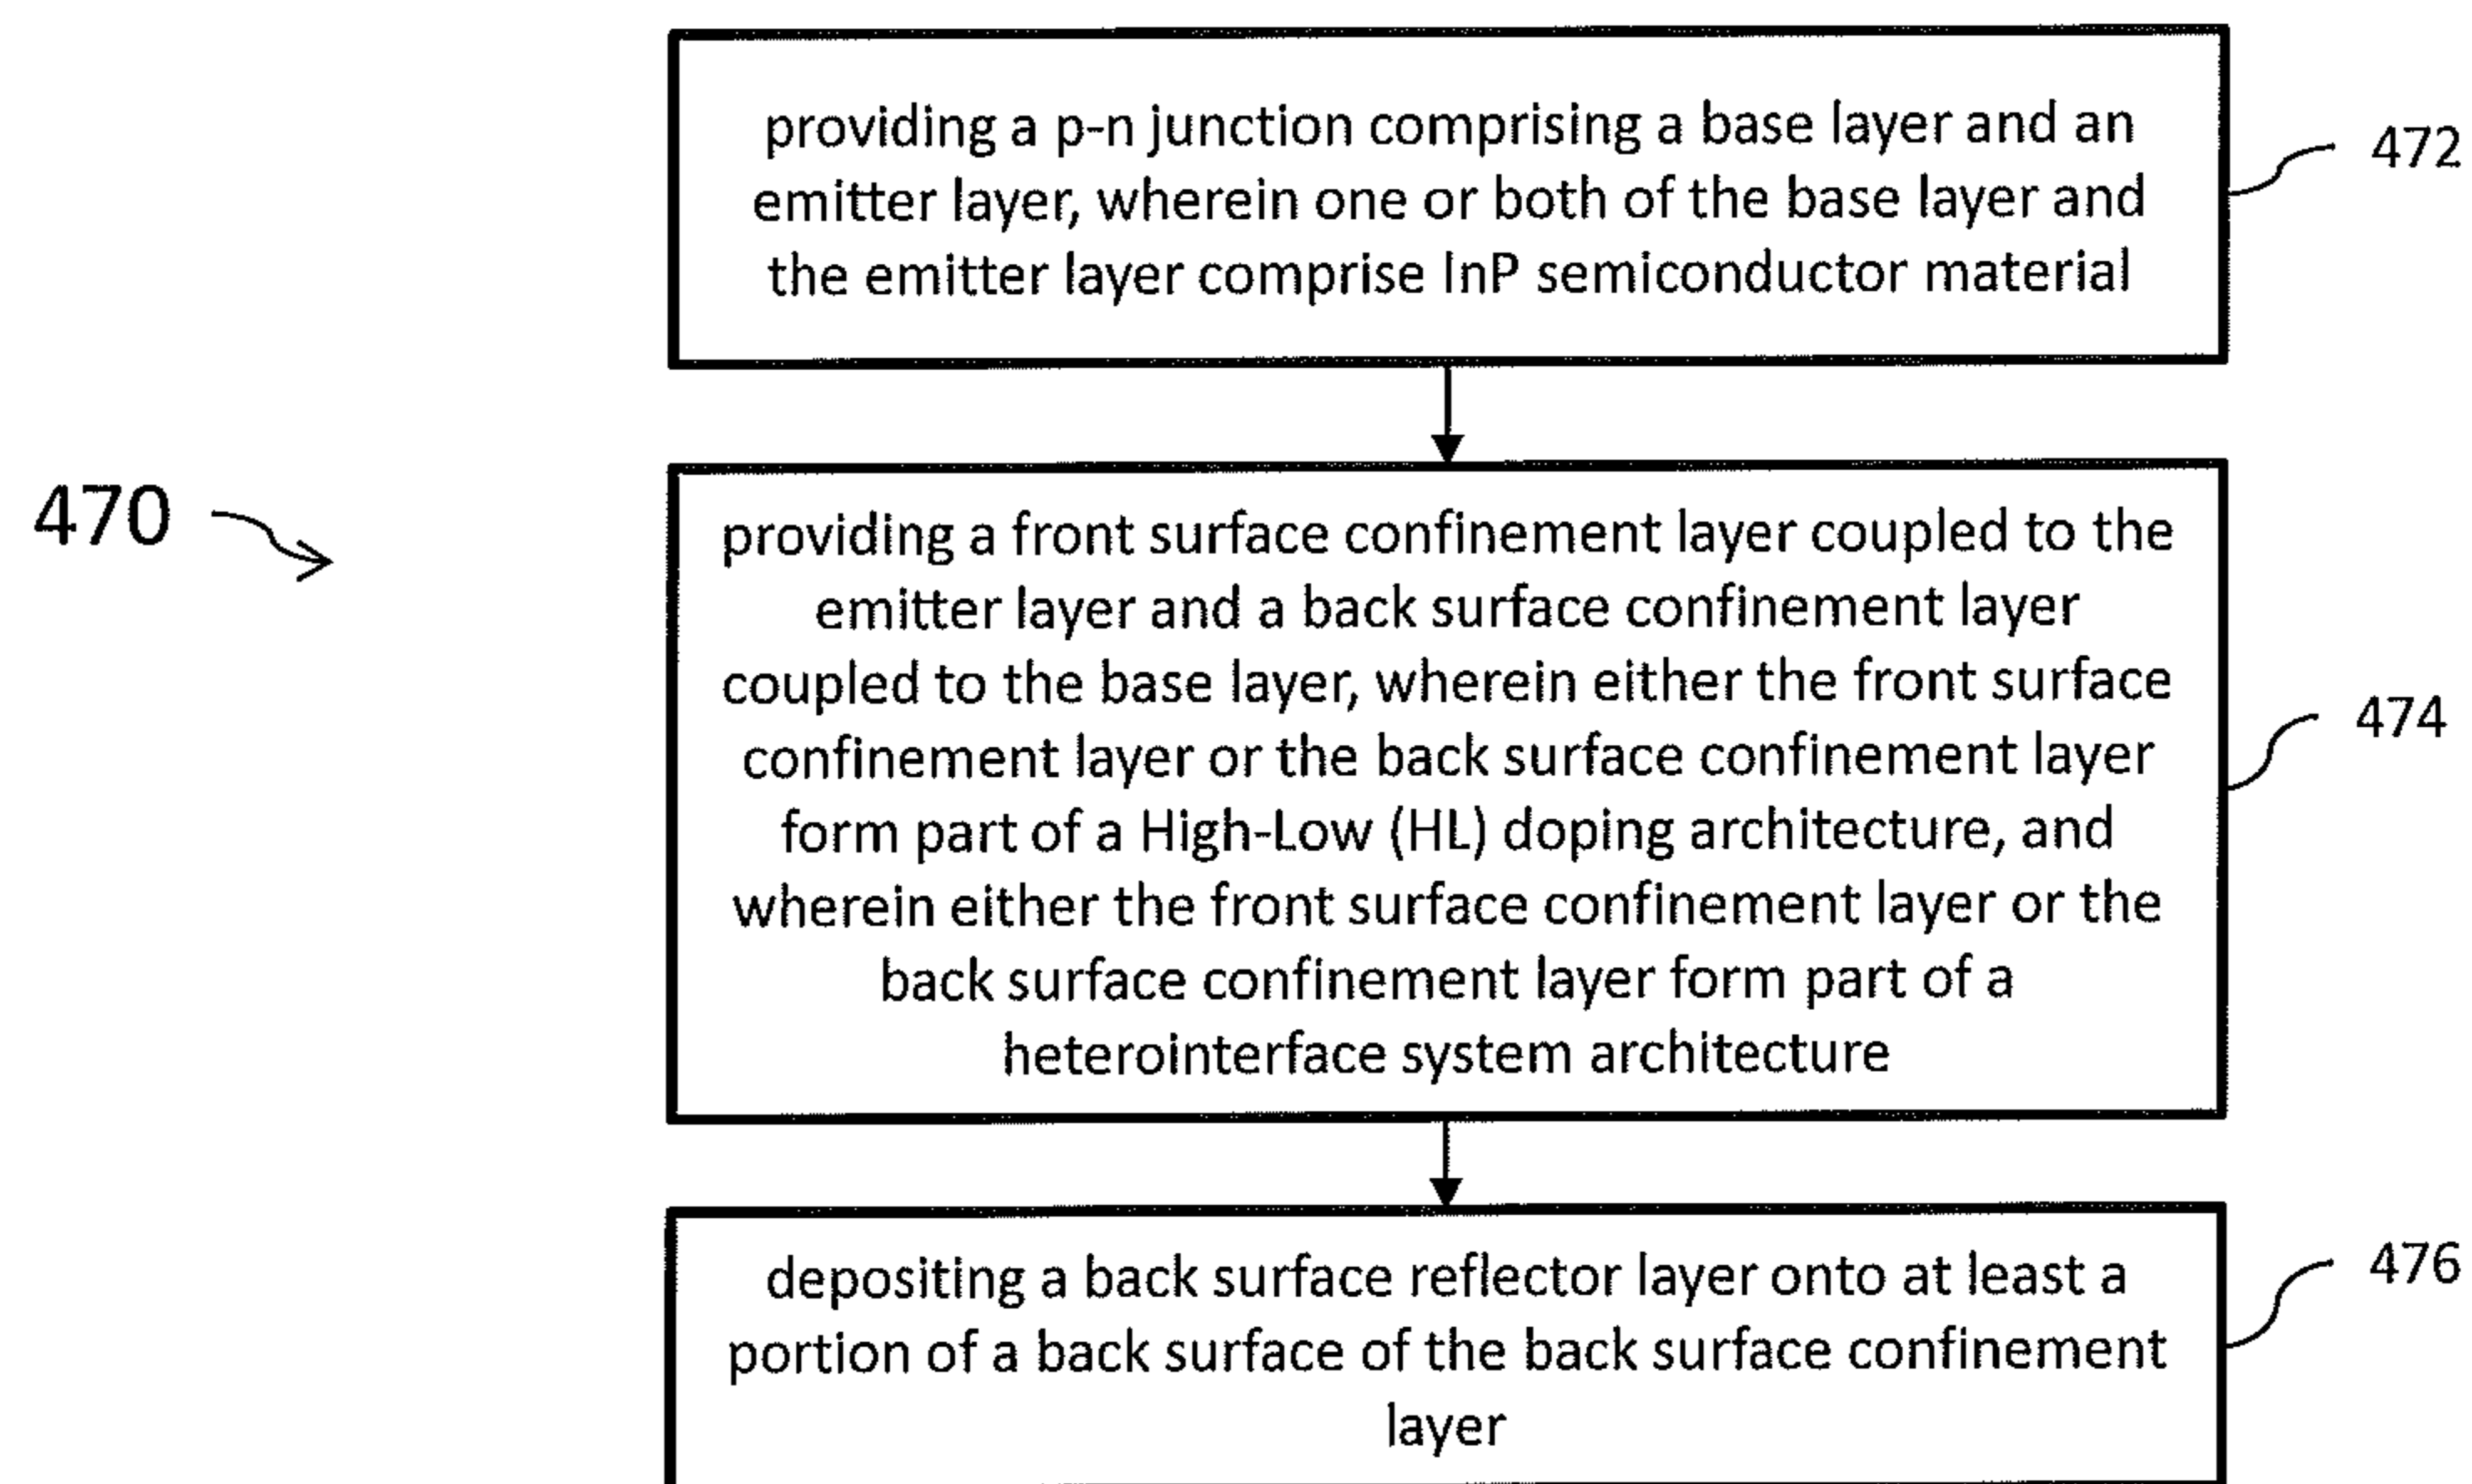 providing a p-n junction comprising a base layer and an
emitter layer, wherein one or both of the base layer and
the emitter layer comprise InP semiconductor material
472
470
providing a front surface confinement layer coupled to the
emitter layer and a back surface confinement layer
coupled to the base layer, wherein either the front surface
confinement layer or the back surface confinement layer
form part of a High-Low (HL) doping architecture, and
wherein either the front surface confinement layer or the
back surface confinement layer form part of a
heterointerface system architecture
474
depositing a back surface reflector layer onto at least a
portion of a back surface of the back surface confinement
layer
476